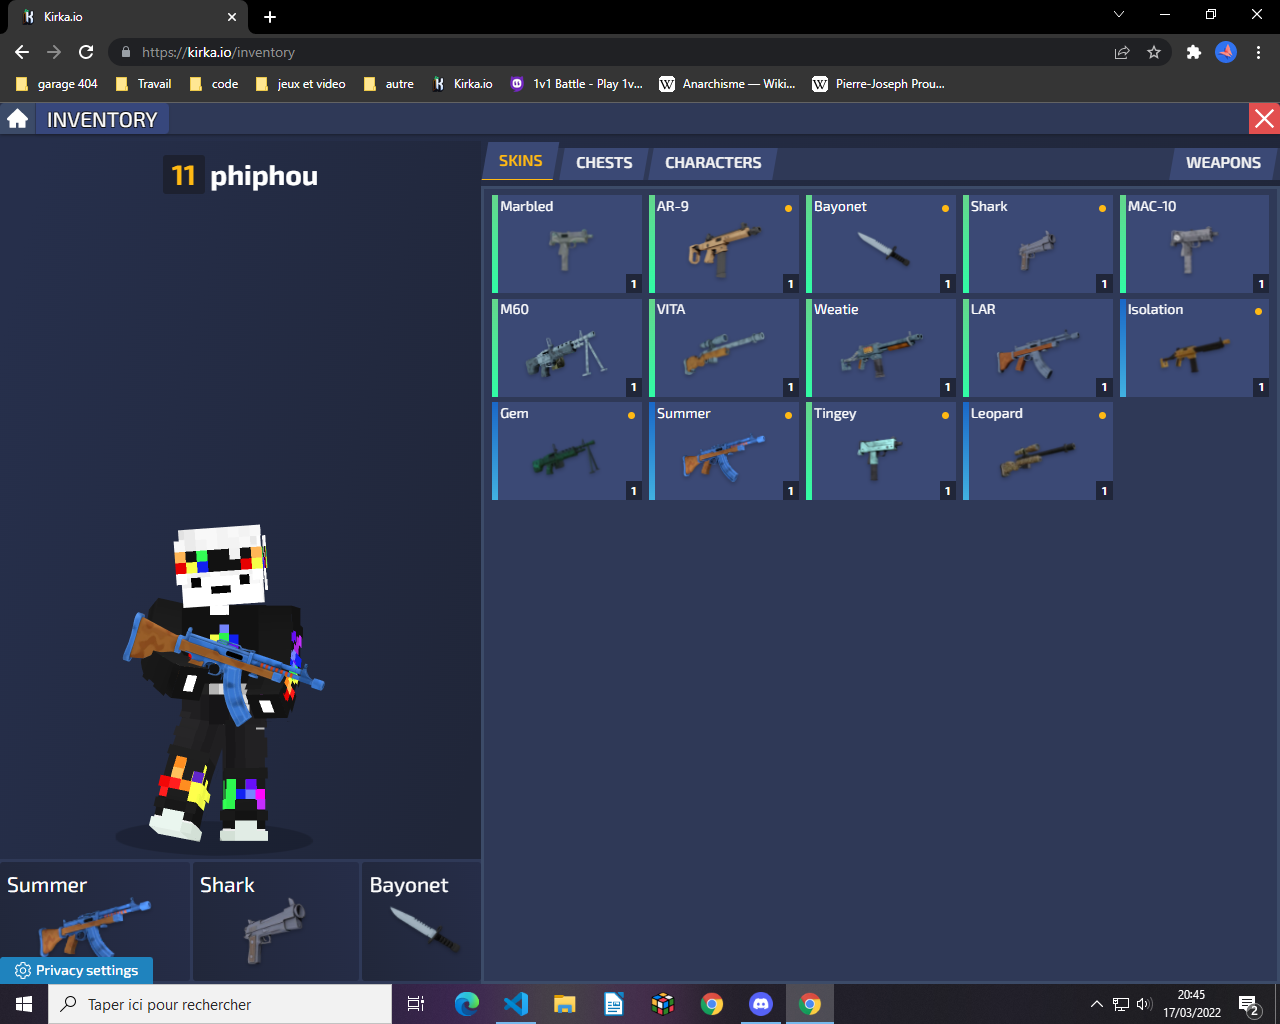 Kirka.io
https://kirka.io/inventory
garage 404
Travail
code
jeux et video
autre
Kirka.io
1v1 Battle - Play 1v...
Anarchisme — Wiki...
Pierre-Joseph Prou...
INVENTORY
11 phiphou
SKINS
CHESTS
CHARACTERS
WEAPONS
Marbled
1
AR-9
1
Bayonet
1
Shark
1
MAC-10
1
M60
1
VITA
1
Weatie
1
LAR
1
Isolation
1
Gem
1
Summer
1
Tingey
1
Leopard
1
Summer
Shark
Bayonet
Privacy settings
Taper ici pour rechercher
20:45
17/03/2022
2